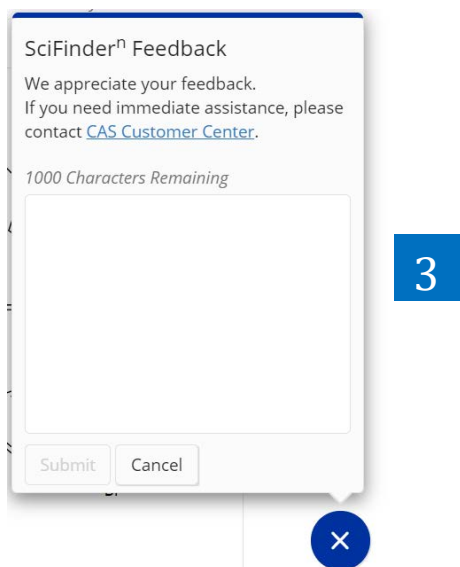 SciFinderⁿ Feedback
We appreciate your feedback.
If you need immediate assistance, please
contact CAS Customer Center.
1000 Characters Remaining
3
Submit Cancel